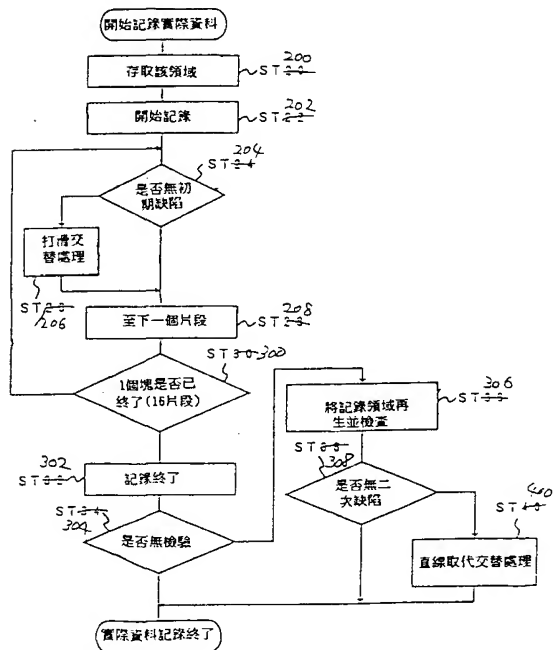 開始記錄實際資料
存取該領域
ST 200
開始記錄
ST 202
ST 204
是否無初
期缺陷
打滑交
替處理
ST
206
至下一個片段
ST 208
ST 300
1個塊是否已
終了(16片段)
將記錄領域再
生並檢查
ST 306
302
ST
記錄終了
ST
308
是否無二
次缺陷
ST
304
是否無檢驗
ST 400
直線取代交替處理
實際資料記錄終了